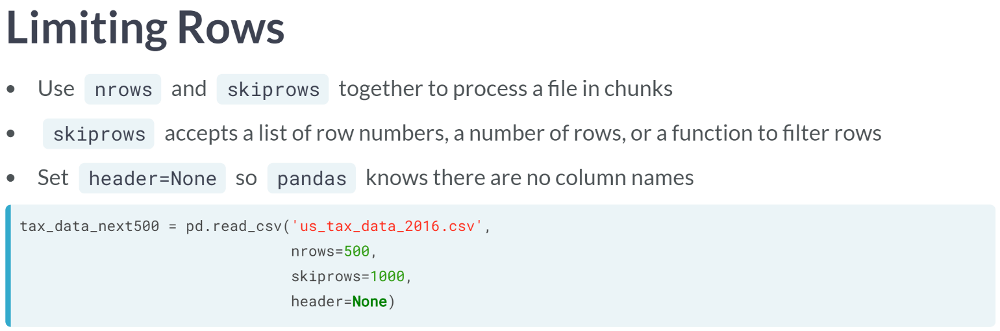 Limiting Rows
• Use nrows and skiprows together to process a file in chunks
• skiprows accepts a list of row numbers, a number of rows, or a function to filter rows
• Set header=None so pandas knows there are no column names
tax_data_next500 = pd.read_csv('us_tax_data_2016.csv',
                               nrows=500,
                               skiprows=1000,
                               header=None)